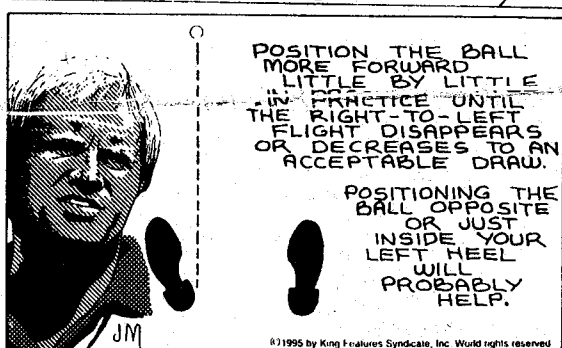 POSITION THE BALL
MORE FORWARD
LITTLE BY LITTLE
IN PRACTICE UNTIL
THE RIGHT-TO-LEFT
FLIGHT DISAPPEARS
OR DECREASES TO AN
ACCEPTABLE DRAW.
POSITIONING THE
BALL OPPOSITE
OR JUST
INSIDE YOUR
LEFT HEEL
WILL
PROBABLY
HELP.
JM
©1995 by King Features Syndicate, Inc. World rights reserved